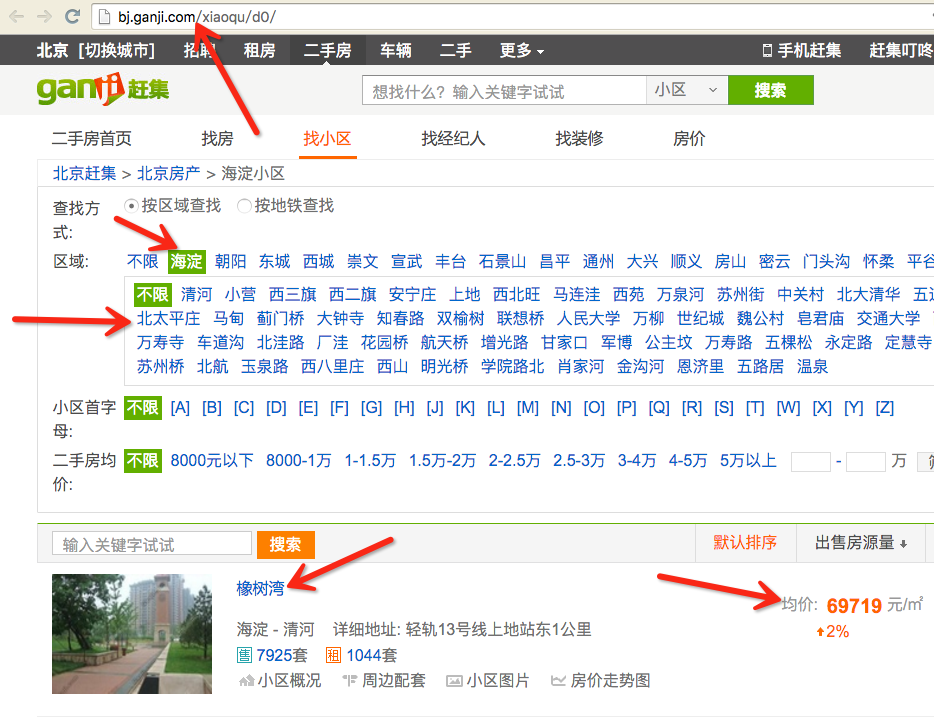 bj.ganji.com/xiaoqu/d0/
北京 [切换城市] 招聘 租房 二手房 车辆 二手 更多 手机赶集 赶集叮咚
ganji 赶集 想找什么? 输入关键字试试 小区 搜索
二手房首页 找房 找小区 找经纪人 找装修 房价
北京赶集 > 北京房产 > 海淀小区
查找方 按区域查找 按地铁查找
式:
区域: 不限 海淀 朝阳 东城 西城 崇文 宣武 丰台 石景山 昌平 通州 大兴 顺义 房山 密云 门头沟 怀柔 平谷
不限 清河 小营 西三旗 西二旗 安宁庄 上地 西北旺 马连洼 西苑 万泉河 苏州街 中关村 北大清华
北太平庄 马甸 蓟门桥 大钟寺 知春路 双榆树 联想桥 人民大学 万柳 世纪城 魏公村 皂君庙 交通大学
万寿寺 车道沟 北洼路 厂洼 花园桥 航天桥 增光路 甘家口 军博 公主坟 万寿路 五棵松 永定路 定慧寺
苏州桥 北航 玉泉路 西八里庄 西山 明光桥 学院路北 肖家河 金沟河 恩济里 五路居 温泉
小区首字 不限 [A] [B] [C] [D] [E] [F] [G] [H] [J] [K] [L] [M] [N] [O] [P] [Q] [R] [S] [T] [W] [X] [Y] [Z]
母:
二手房均 不限 8000元以下 8000-1万 1-1.5万 1.5万-2万 2-2.5万 2.5-3万 3-4万 4-5万 5万以上 - 万
价:
输入关键字试试 搜索 默认排序 出售房源量
橡树湾
均价: 69719 元/㎡
2%
海淀 - 清河 详细地址: 轻轨13号线上地站东1公里
售 7925套 租 1044套
小区概况 周边配套 小区图片 房价走势图